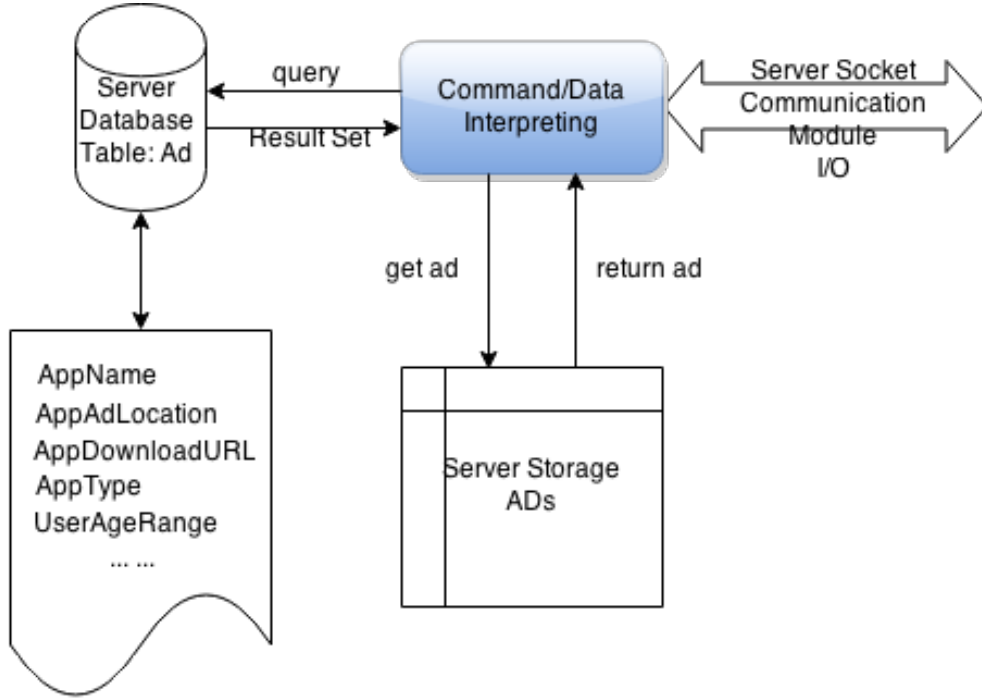 Server
Database
Table: Ad
query
Result Set
Command/Data
Interpreting
Server Socket
Communication
Module
I/O
get ad
return ad
AppName
AppAdLocation
AppDownloadURL
AppType
UserAgeRange
... ...
Server Storage
ADs